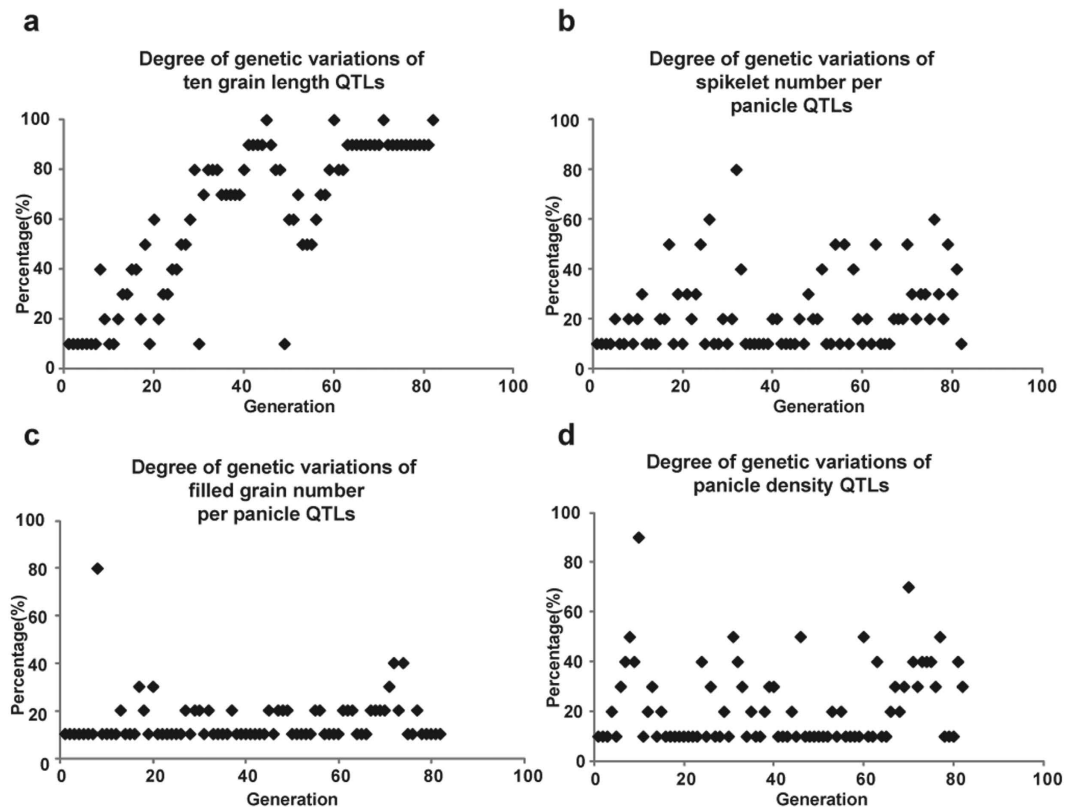 a
Degree of genetic variations of
ten grain length QTLs
100
80
60
40
20
0
Percentage(%)
0 20 40 60 80 100
Generation
b
Degree of genetic variations of
spikelet number per
panicle QTLs
100
80
60
40
20
0
Percentage(%)
0 20 40 60 80 100
Generation
c
Degree of genetic variations of
filled grain number
per panicle QTLs
100
80
60
40
20
0
Percentage(%)
0 20 40 60 80 100
Generation
d
Degree of genetic variations of
panicle density QTLs
100
80
60
40
20
0
Percentage(%)
0 20 40 60 80 100
Generation